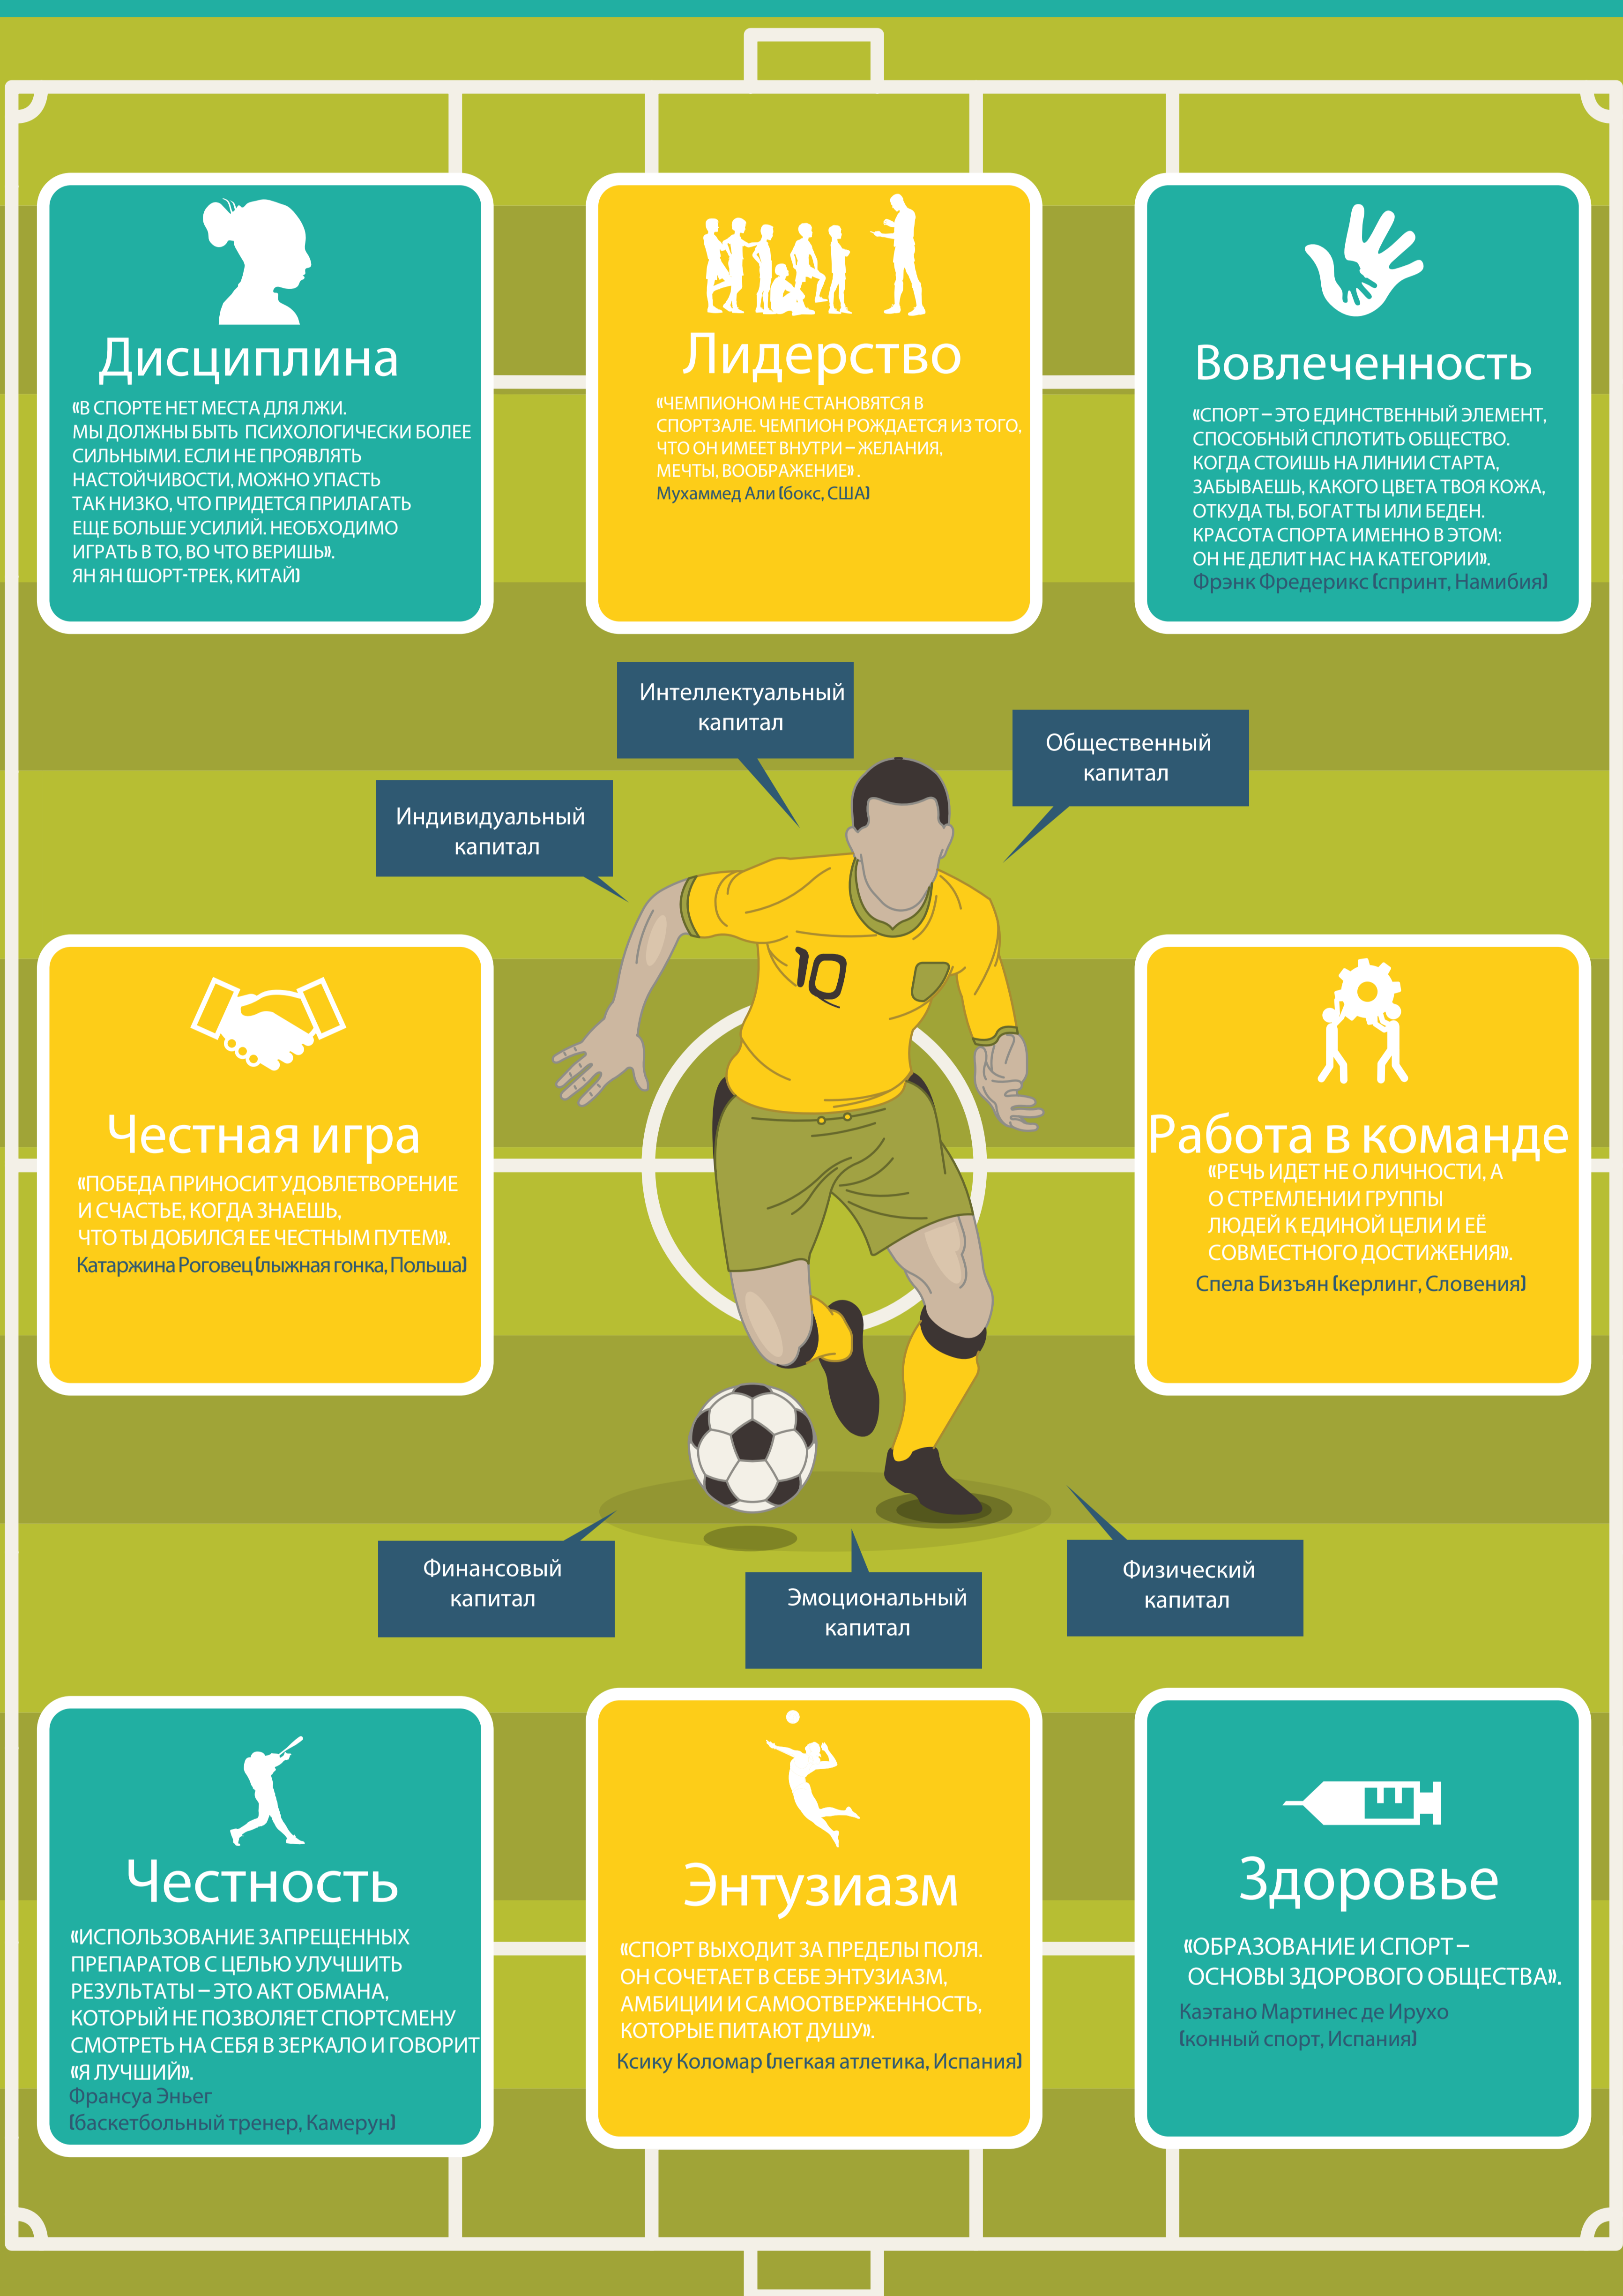 Дисциплина
«В СПОРТЕ НЕТ МЕСТА ДЛЯ ЛЖИ.
МЫ ДОЛЖНЫ БЫТЬ ПСИХОЛОГИЧЕСКИ БОЛЕЕ
СИЛЬНЫМИ. ЕСЛИ НЕ ПРОЯВЛЯТЬ
НАСТОЙЧИВОСТИ, МОЖНО УПАСТЬ
ТАК НИЗКО, ЧТО ПРИДЕТСЯ ПРИЛАГАТЬ
ЕЩЕ БОЛЬШЕ УСИЛИЙ. НЕОБХОДИМО
ИГРАТЬ В ТО, ВО ЧТО ВЕРИШЬ».
ЯН ЯН (ШОРТ-ТРЕК, КИТАЙ)
Лидерство
«ЧЕМПИОНОМ НЕ СТАНОВЯТСЯ В
СПОРТЗАЛЕ. ЧЕМПИОН РОЖДАЕТСЯ ИЗ ТОГО,
ЧТО ОН ИМЕЕТ ВНУТРИ – ЖЕЛАНИЯ,
МЕЧТЫ, ВООБРАЖЕНИЕ» .
Мухаммед Али (бокс, США)
Вовлеченность
«СПОРТ – ЭТО ЕДИНСТВЕННЫЙ ЭЛЕМЕНТ,
СПОСОБНЫЙ СПЛОТИТЬ ОБЩЕСТВО.
КОГДА СТОИШЬ НА ЛИНИИ СТАРТА,
ЗАБЫВАЕШЬ, КАКОГО ЦВЕТА ТВОЯ КОЖА,
ОТКУДА ТЫ, БОГАТ ТЫ ИЛИ БЕДЕН.
КРАСОТА СПОРТА ИМЕННО В ЭТОМ:
ОН НЕ ДЕЛИТ НАС НА КАТЕГОРИИ».
Фрэнк Фредерикс (спринт, Намибия)
Интеллектуальный
капитал
Общественный
капитал
Индивидуальный
капитал
10
Честная игра
«ПОБЕДА ПРИНОСИТ УДОВЛЕТВОРЕНИЕ
И СЧАСТЬЕ, КОГДА ЗНАЕШЬ,
ЧТО ТЫ ДОБИЛСЯ ЕЕ ЧЕСТНЫМ ПУТЕМ».
Катаржина Роговец (лыжная гонка, Польша)
Работа в команде
«РЕЧЬ ИДЕТ НЕ О ЛИЧНОСТИ, А
О СТРЕМЛЕНИИ ГРУППЫ
ЛЮДЕЙ К ЕДИНОЙ ЦЕЛИ И ЕЁ
СОВМЕСТНОГО ДОСТИЖЕНИЯ».
Спела Бизъян (керлинг, Словения)
Финансовый
капитал
Эмоциональный
капитал
Физический
капитал
Честность
«ИСПОЛЬЗОВАНИЕ ЗАПРЕЩЕННЫХ
ПРЕПАРАТОВ С ЦЕЛЬЮ УЛУЧШИТЬ
РЕЗУЛЬТАТЫ – ЭТО АКТ ОБМАНА,
КОТОРЫЙ НЕ ПОЗВОЛЯЕТ СПОРТСМЕНУ
СМОТРЕТЬ НА СЕБЯ В ЗЕРКАЛО И ГОВОРИТ
«Я ЛУЧШИЙ».
Франсуа Эньег
(баскетбольный тренер, Камерун)
Энтузиазм
«СПОРТ ВЫХОДИТ ЗА ПРЕДЕЛЫ ПОЛЯ.
ОН СОЧЕТАЕТ В СЕБЕ ЭНТУЗИАЗМ,
АМБИЦИИ И САМООТВЕРЖЕННОСТЬ,
КОТОРЫЕ ПИТАЮТ ДУШУ».
Ксику Коломар (легкая атлетика, Испания)
Здоровье
«ОБРАЗОВАНИЕ И СПОРТ –
ОСНОВЫ ЗДОРОВОГО ОБЩЕСТВА».
Каэтано Мартинес де Ирухо
(конный спорт, Испания)